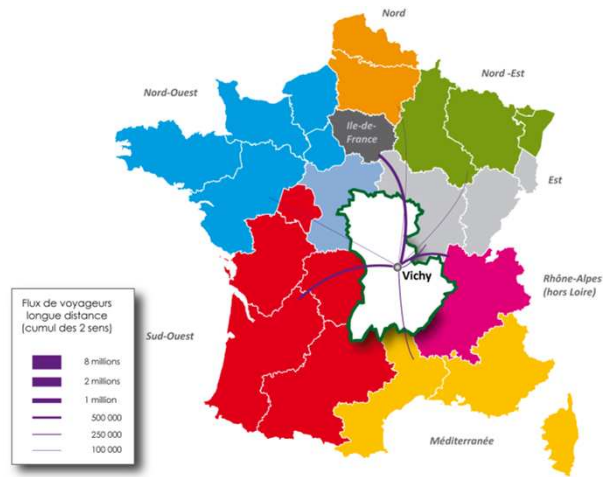 Nord
Nord -Est
Nord-Ouest
Ile-de-
France
Est
Vichy
Rhône-Alpes
(hors Loire)
Sud-Ouest
Méditerranée
Flux de voyageurs
longue distance
(cumul des 2 sens)
8 millions
2 millions
1 million
500 000
250 000
100 000